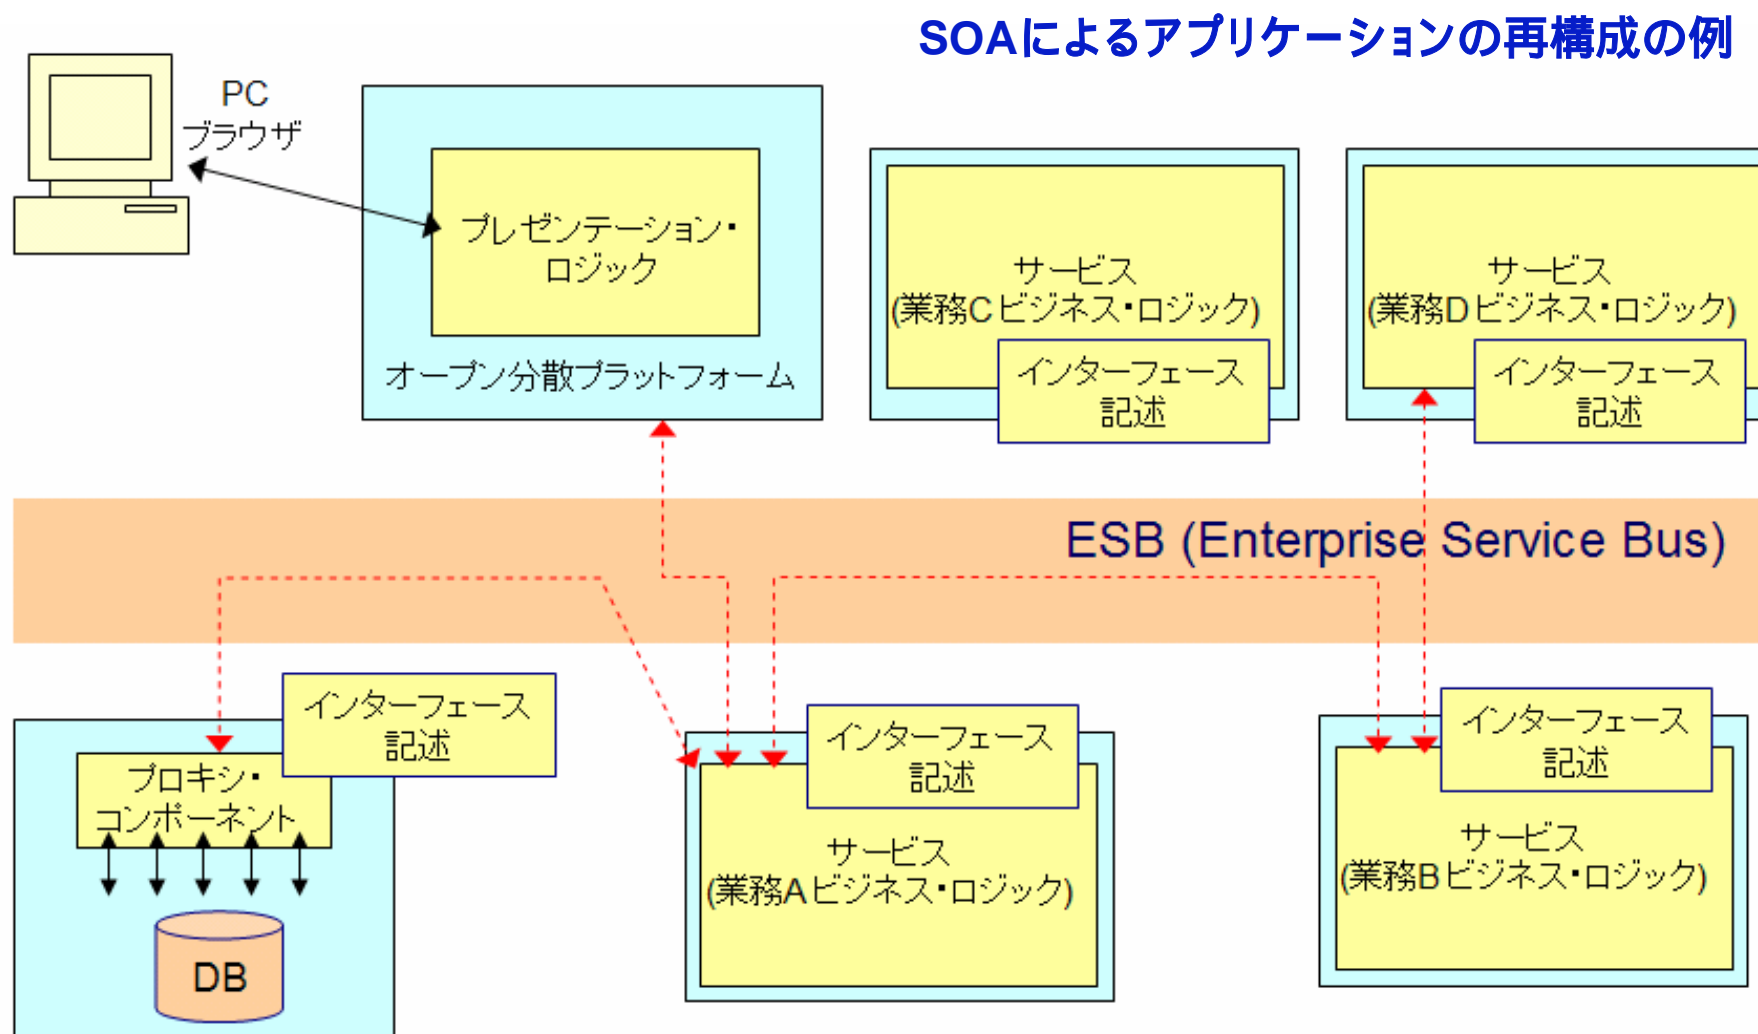 SOAによるアプリケーションの再構成の例
PC
ブラウザ
プレゼンテーション・
ロジック
オープン分散プラットフォーム
サービス
(業務Cビジネス・ロジック)
インターフェース
記述
サービス
(業務Dビジネス・ロジック)
インターフェース
記述
ESB (Enterprise Service Bus)
インターフェース
記述
プロキシ・
コンポーネント
DB
インターフェース
記述
サービス
(業務Aビジネス・ロジック)
インターフェース
記述
サービス
(業務Bビジネス・ロジック)